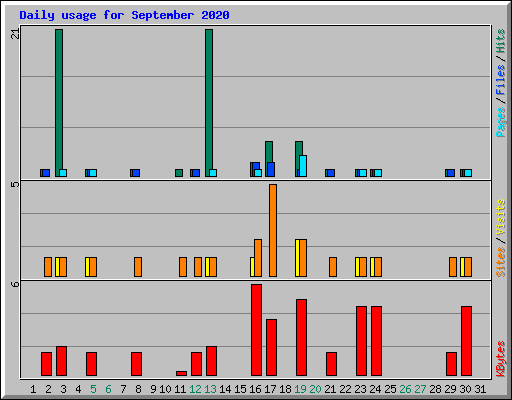 Daily usage for September 2020
21
5
6
Pages/Files/Hits
Sites/Visits
KBytes
1 2 3 4 5 6 7 8 9 10 11 12 13 14 15 16 17 18 19 20 21 22 23 24 25 26 27 28 29 30 31